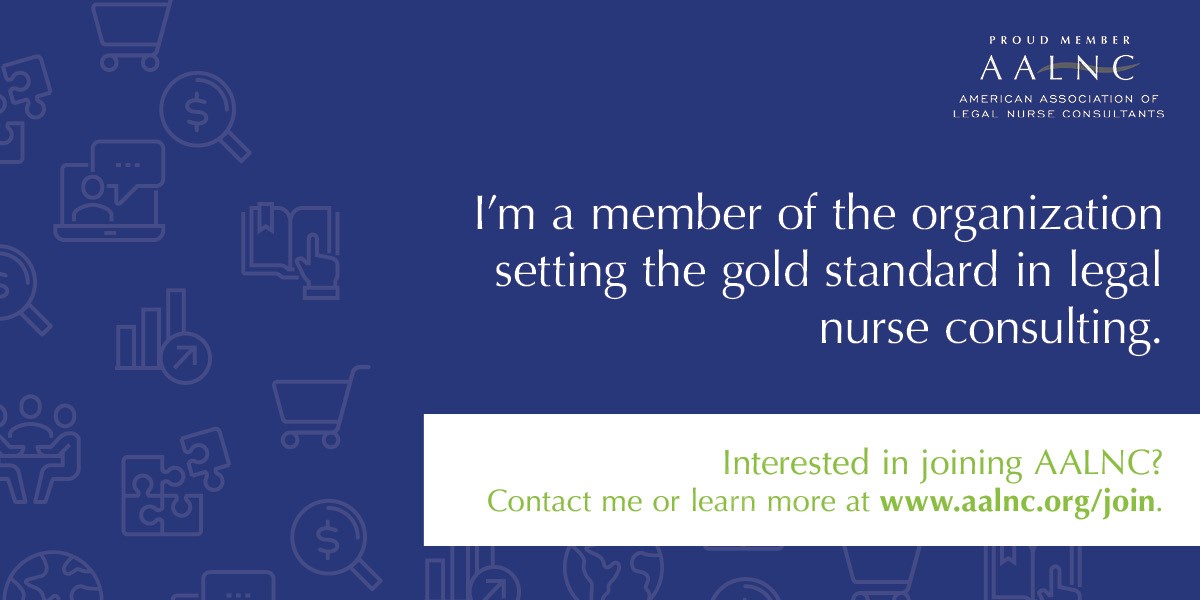 PROUD MEMBER
AALNC
AMERICAN ASSOCIATION OF
LEGAL NURSE CONSULTANTS
I'm a member of the organization
setting the gold standard in legal
nurse consulting.
Interested in joining AALNC?
Contact me or learn more at www.aalnc.org/join.